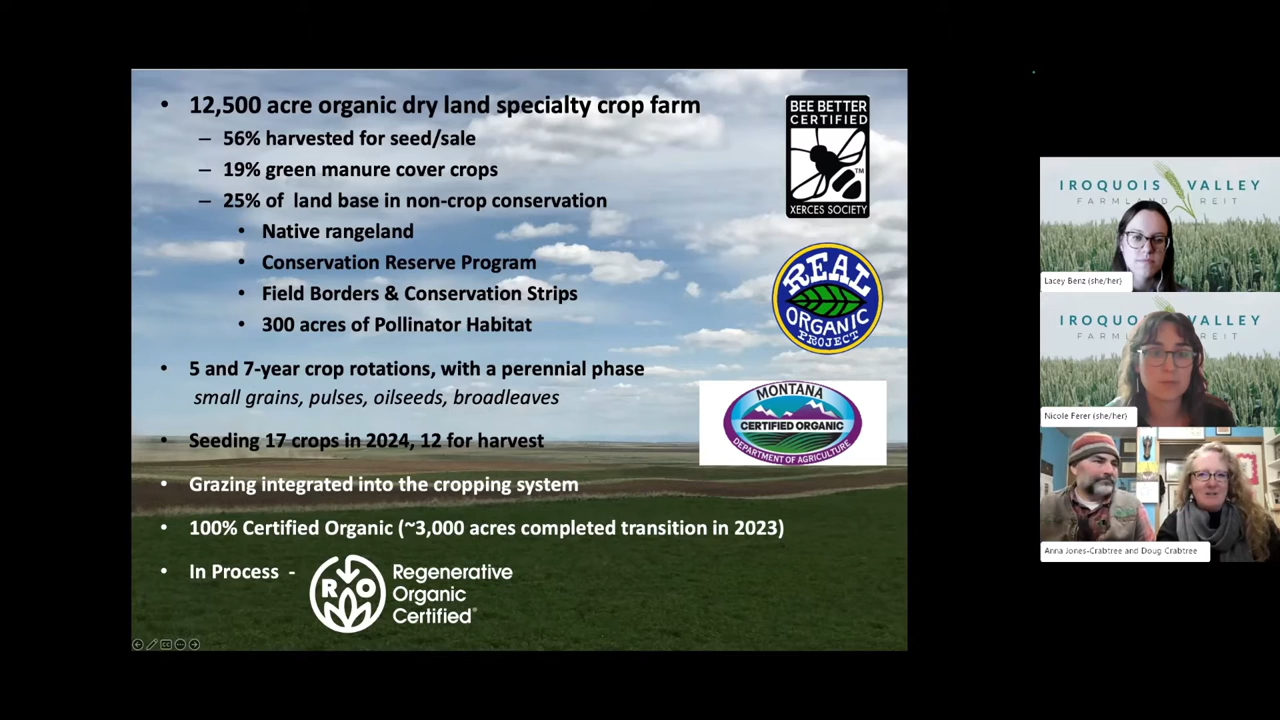 • 12,500 acre organic dry land specialty crop farm
– 56% harvested for seed/sale
– 19% green manure cover crops
– 25% of land base in non-crop conservation
• Native rangeland
• Conservation Reserve Program
• Field Borders & Conservation Strips
• 300 acres of Pollinator Habitat
• 5 and 7-year crop rotations, with a perennial phase
small grains, pulses, oilseeds, broadleaves
• Seeding 17 crops in 2024, 12 for harvest
• Grazing integrated into the cropping system
• 100% Certified Organic (~3,000 acres completed transition in 2023)
• In Process -
RO
Regenerative
Organic
Certified
BEE BETTER
CERTIFIED
TM
XERCES SOCIETY
REAL
ORGANIC
PROJECT
MONTANA
CERTIFIED ORGANIC
DEPARTMENT OF AGRICULTURE
IROQUOIS VALLEY
FARMLAND REIT
Lacey Benz (she/her)
IROQUOIS VALLEY
Nicole Ferer (she/her)
Anna Jones-Crabtree and Doug Crabtree